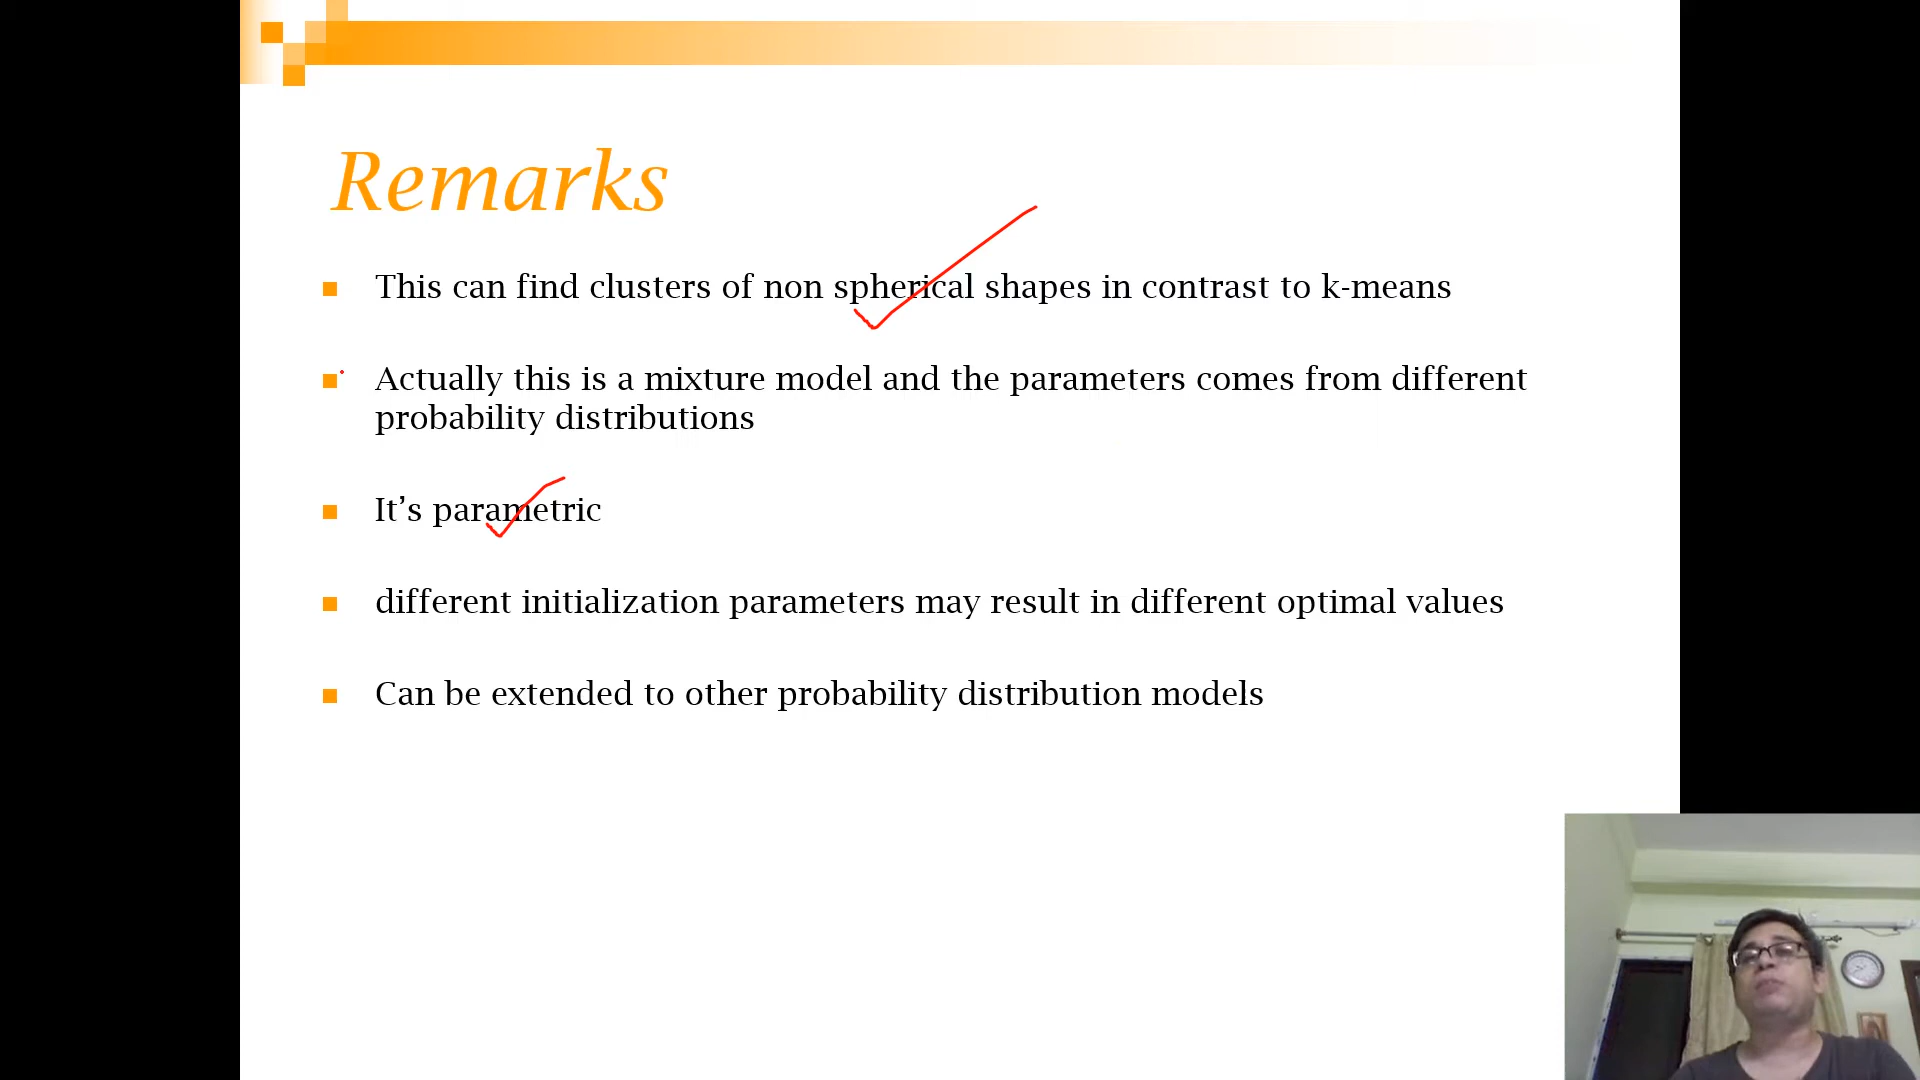 Remarks
This can find clusters of non spherical shapes in contrast to k-means
Actually this is a mixture model and the parameters comes from different
probability distributions
It’s parametric
different initialization parameters may result in different optimal values
Can be extended to other probability distribution models